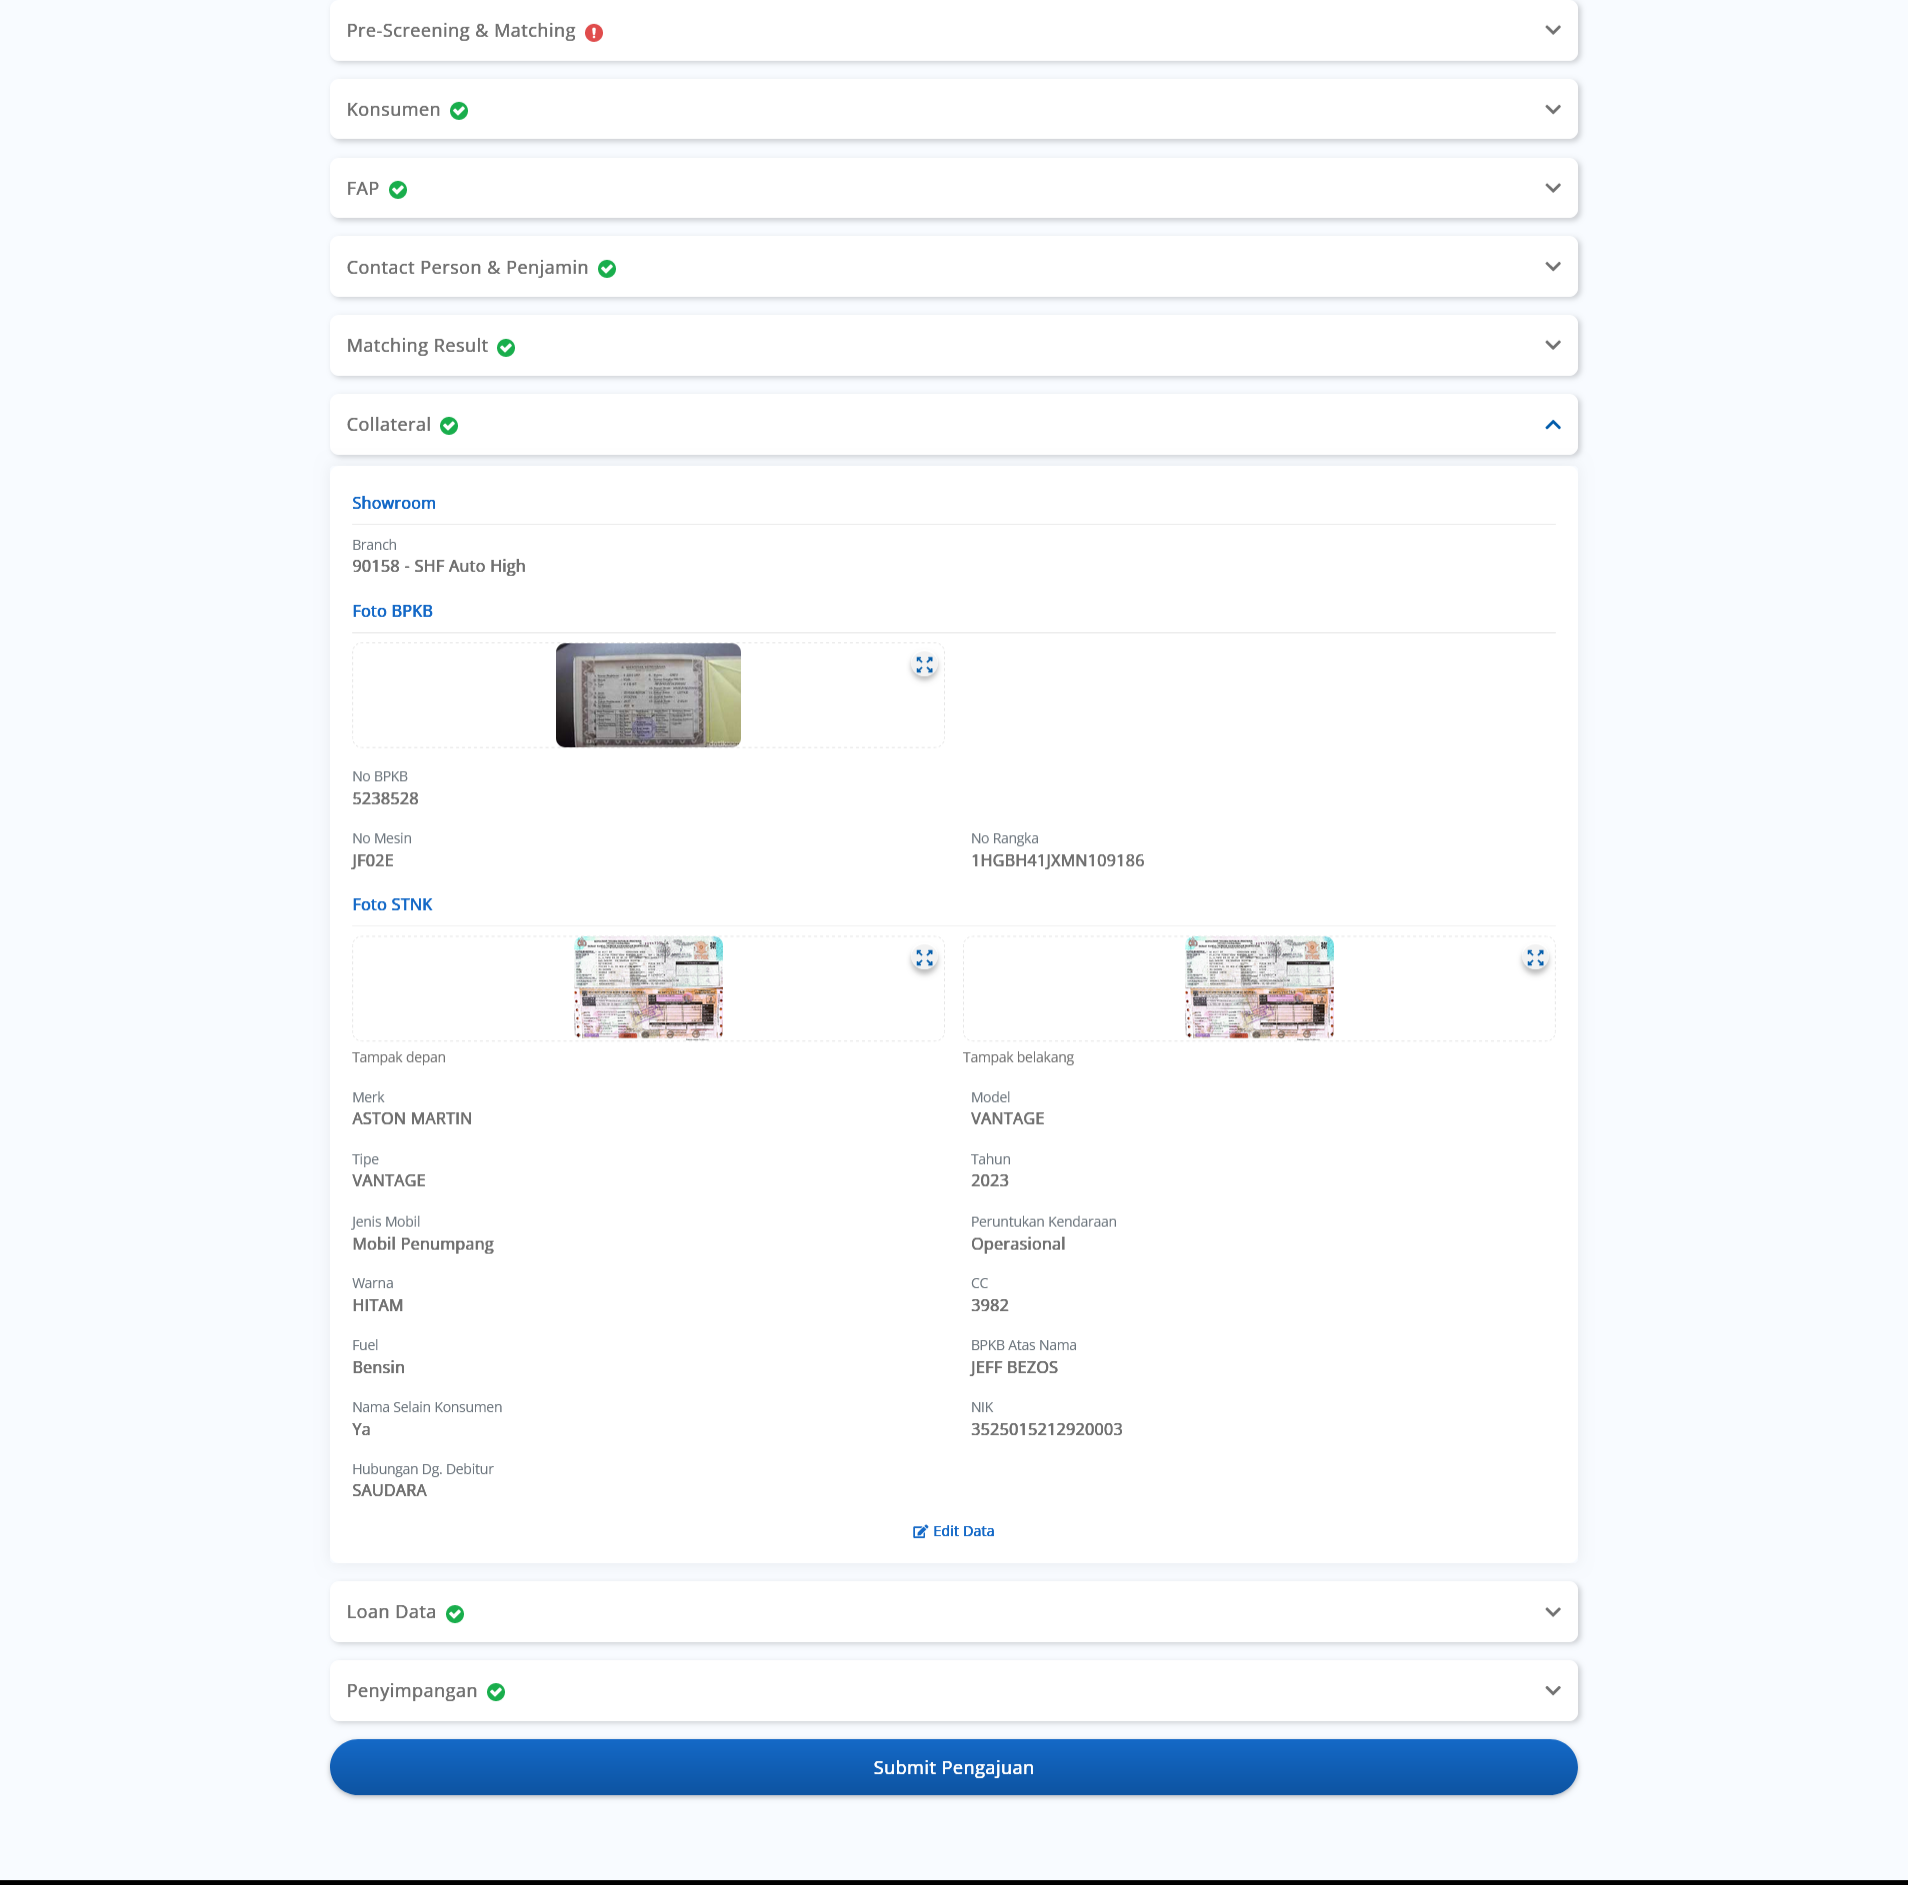 Pre-Screening & Matching
Konsumen
FAP
Contact Person & Penjamin
Matching Result
Collateral
Showroom
Branch
90158 - SHF Auto High
Foto BPKB
No BPKB
5238528
No Mesin
No Rangka
JF02E
1HGBH41JXMN109186
Foto STNK
Tampak depan
Tampak belakang
Merk
Model
ASTON MARTIN
VANTAGE
Tipe
Tahun
VANTAGE
2023
Jenis Mobil
Peruntukan Kendaraan
Mobil Penumpang
Operasional
Warna
CC
HITAM
3982
Fuel
BPKB Atas Nama
Bensin
JEFF BEZOS
Nama Selain Konsumen
NIK
Ya
3525015212920003
Hubungan Dg. Debitur
SAUDARA
Edit Data
Loan Data
Penyimpangan
Submit Pengajuan